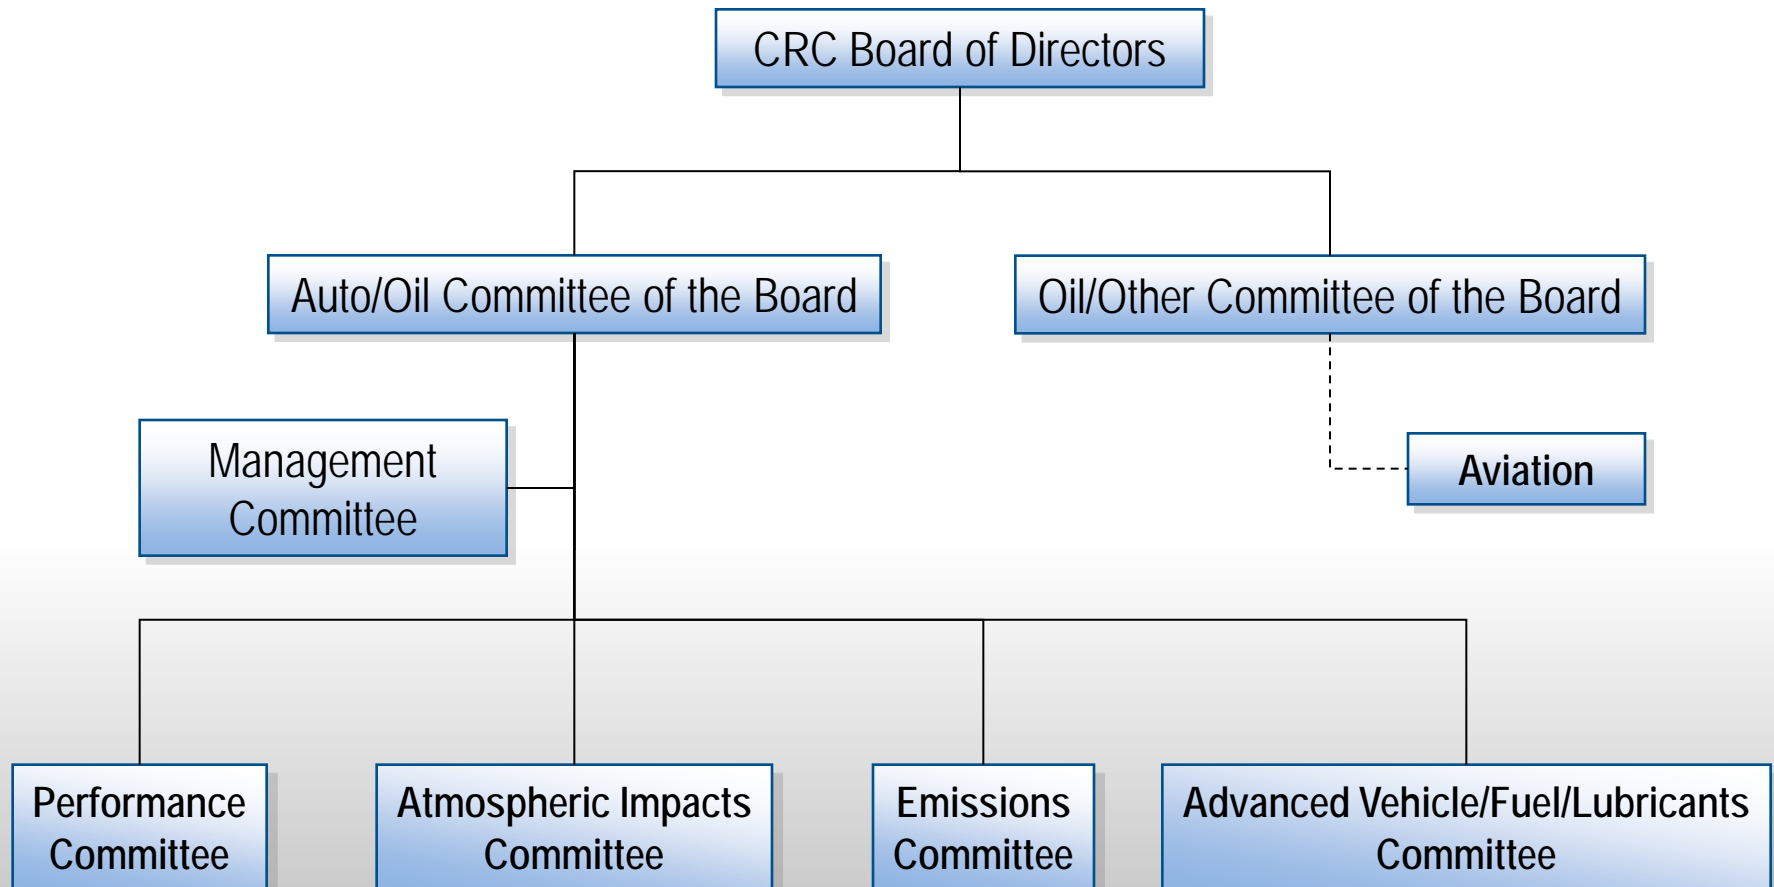 CRC Board of Directors
Auto/Oil Committee of the Board
Oil/Other Committee of the Board
Management
Committee
Aviation
Performance
Committee
Atmospheric Impacts
Committee
Emissions
Committee
Advanced Vehicle/Fuel/Lubricants
Committee